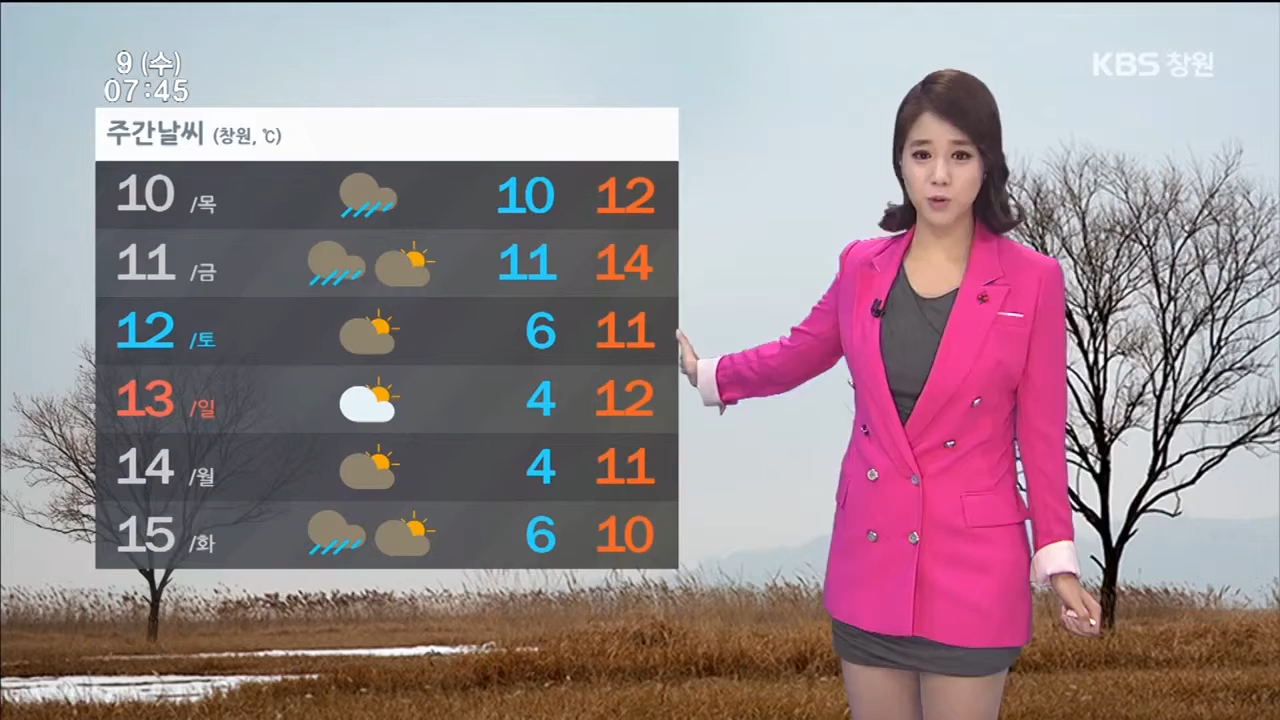 9 (수)
07:45
KBS 창원
주간날씨 (창원, ℃)
10 /목 10 12
11 /금 11 14
12 /토 6 11
13 /일 4 12
14 /월 4 11
15 /화 6 10